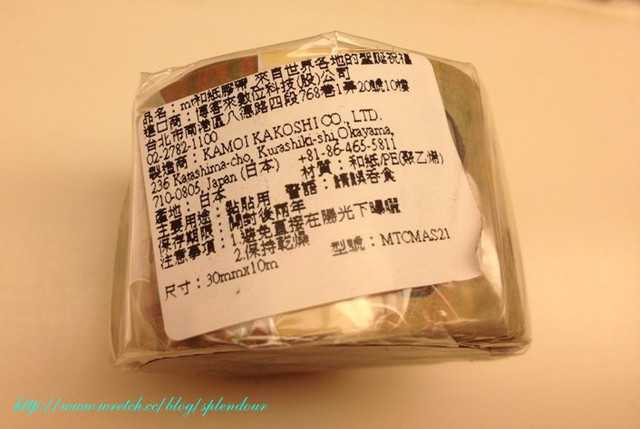 品名：mt和紙膠帶 來自世界各地的聖誕祝福
進口商：博客來數位科技(股)公司
台北市南港區八德路四段768巷1弄20號10樓
02-2782-1100
製造商：KAMOI KAKOSHI CO., LTD.
236 Katashima-cho, Kurashiki-shi,Okayama,
710-0805, Japan (日本) +81-86-465-5811
產地：日本 材質：和紙/PE(聚乙烯)
主要用途：黏貼用 警語：請誤吞食
保存期限：開封後兩年
注意事項：1.避免直接在陽光下曝曬
2.保持乾燥 型號：MTCMAS21
尺寸：30mmx10m
http://www.wretch.cc/blog/splendour